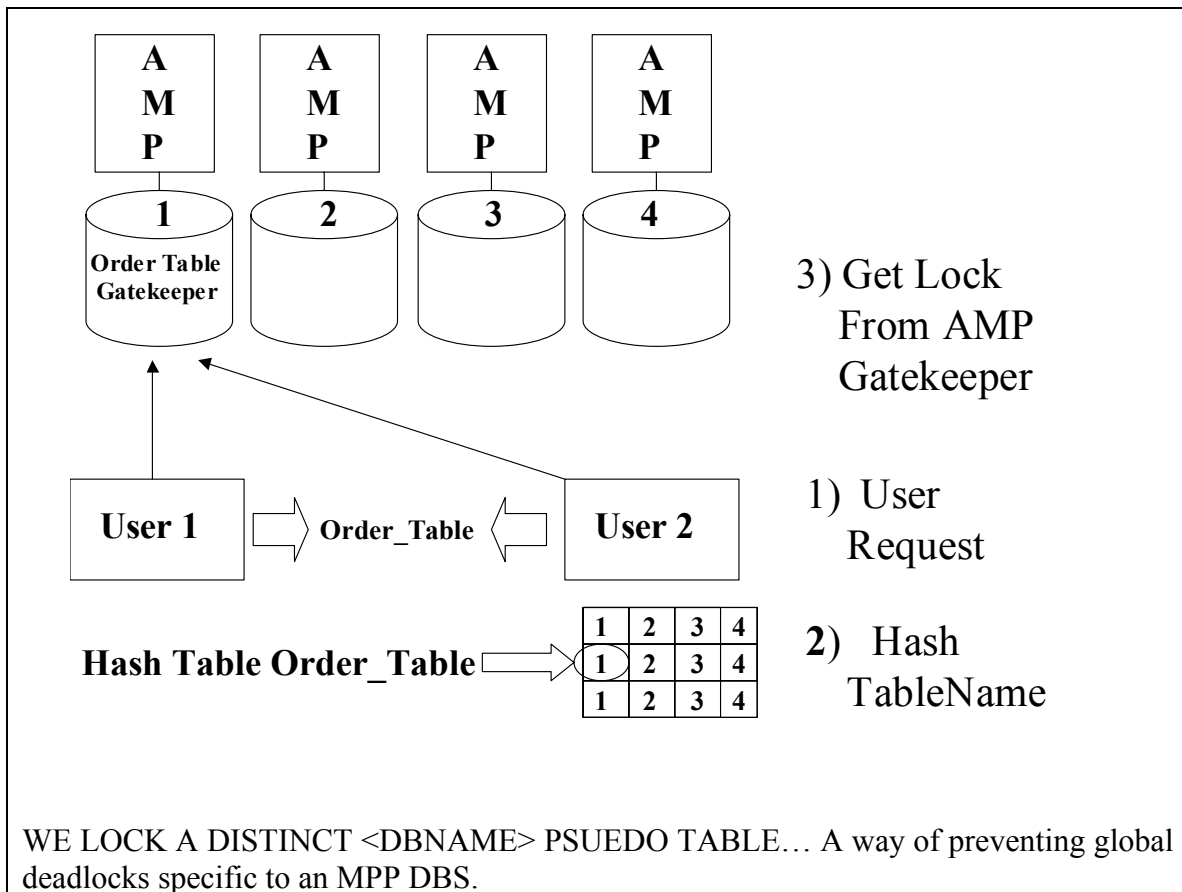 A A A A
M M M M
P P P P
1 2 3 4
Order Table
Gatekeeper
3) Get Lock
From AMP
Gatekeeper
User 1
Order_Table
User 2
1) User
Request
Hash Table Order_Table
1 2 3 4
1 2 3 4
1 2 3 4
2) Hash
TableName
WE LOCK A DISTINCT <DBNAME> PSUEDO TABLE… A way of preventing global
deadlocks specific to an MPP DBS.